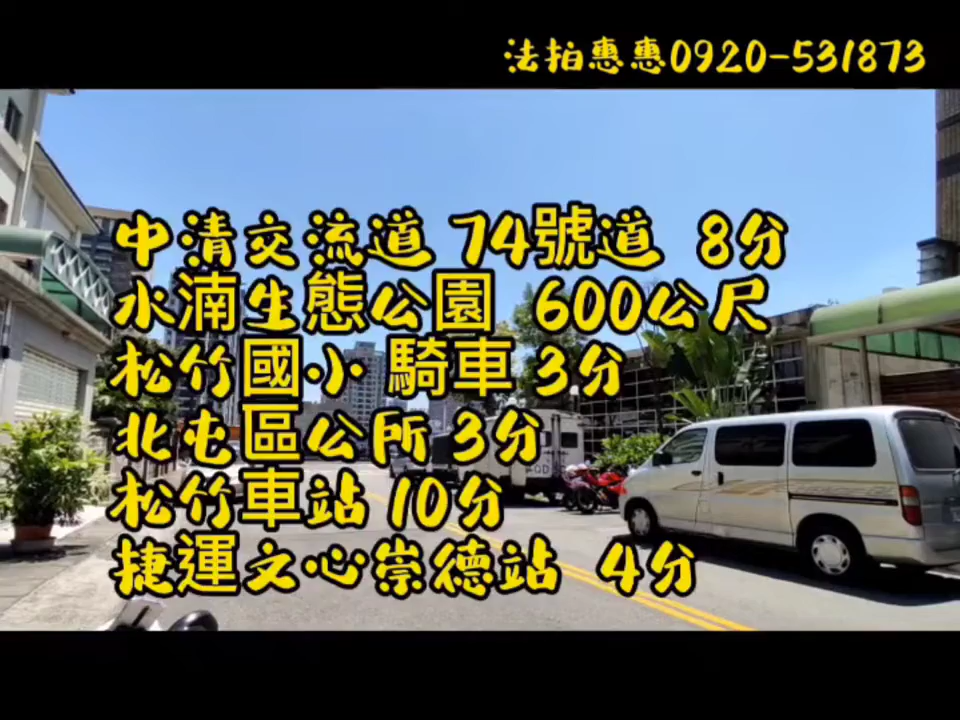 法拍惠惠0920-531873
中清交流道 74號道 8分
水湳生態公園 600公尺
松竹國小 騎車 3分
北屯區公所 3分
松竹車站 10分
捷運文心崇德站 4分